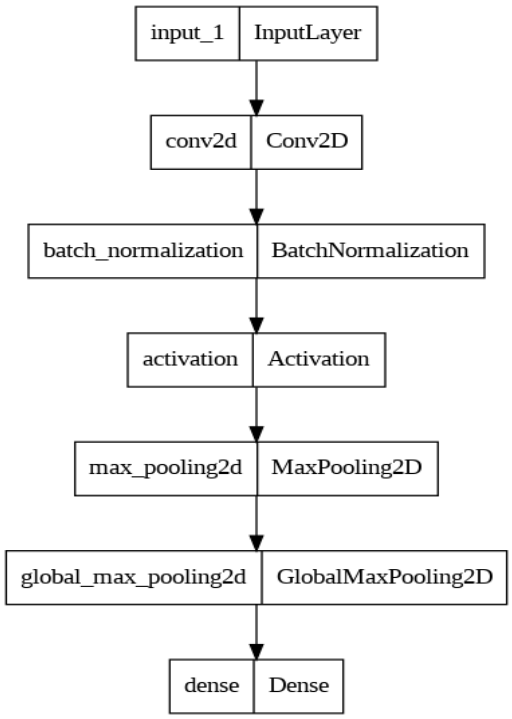 input_1 InputLayer
conv2d Conv2D
batch_normalization BatchNormalization
activation Activation
max_pooling2d MaxPooling2D
global_max_pooling2d GlobalMaxPooling2D
dense Dense